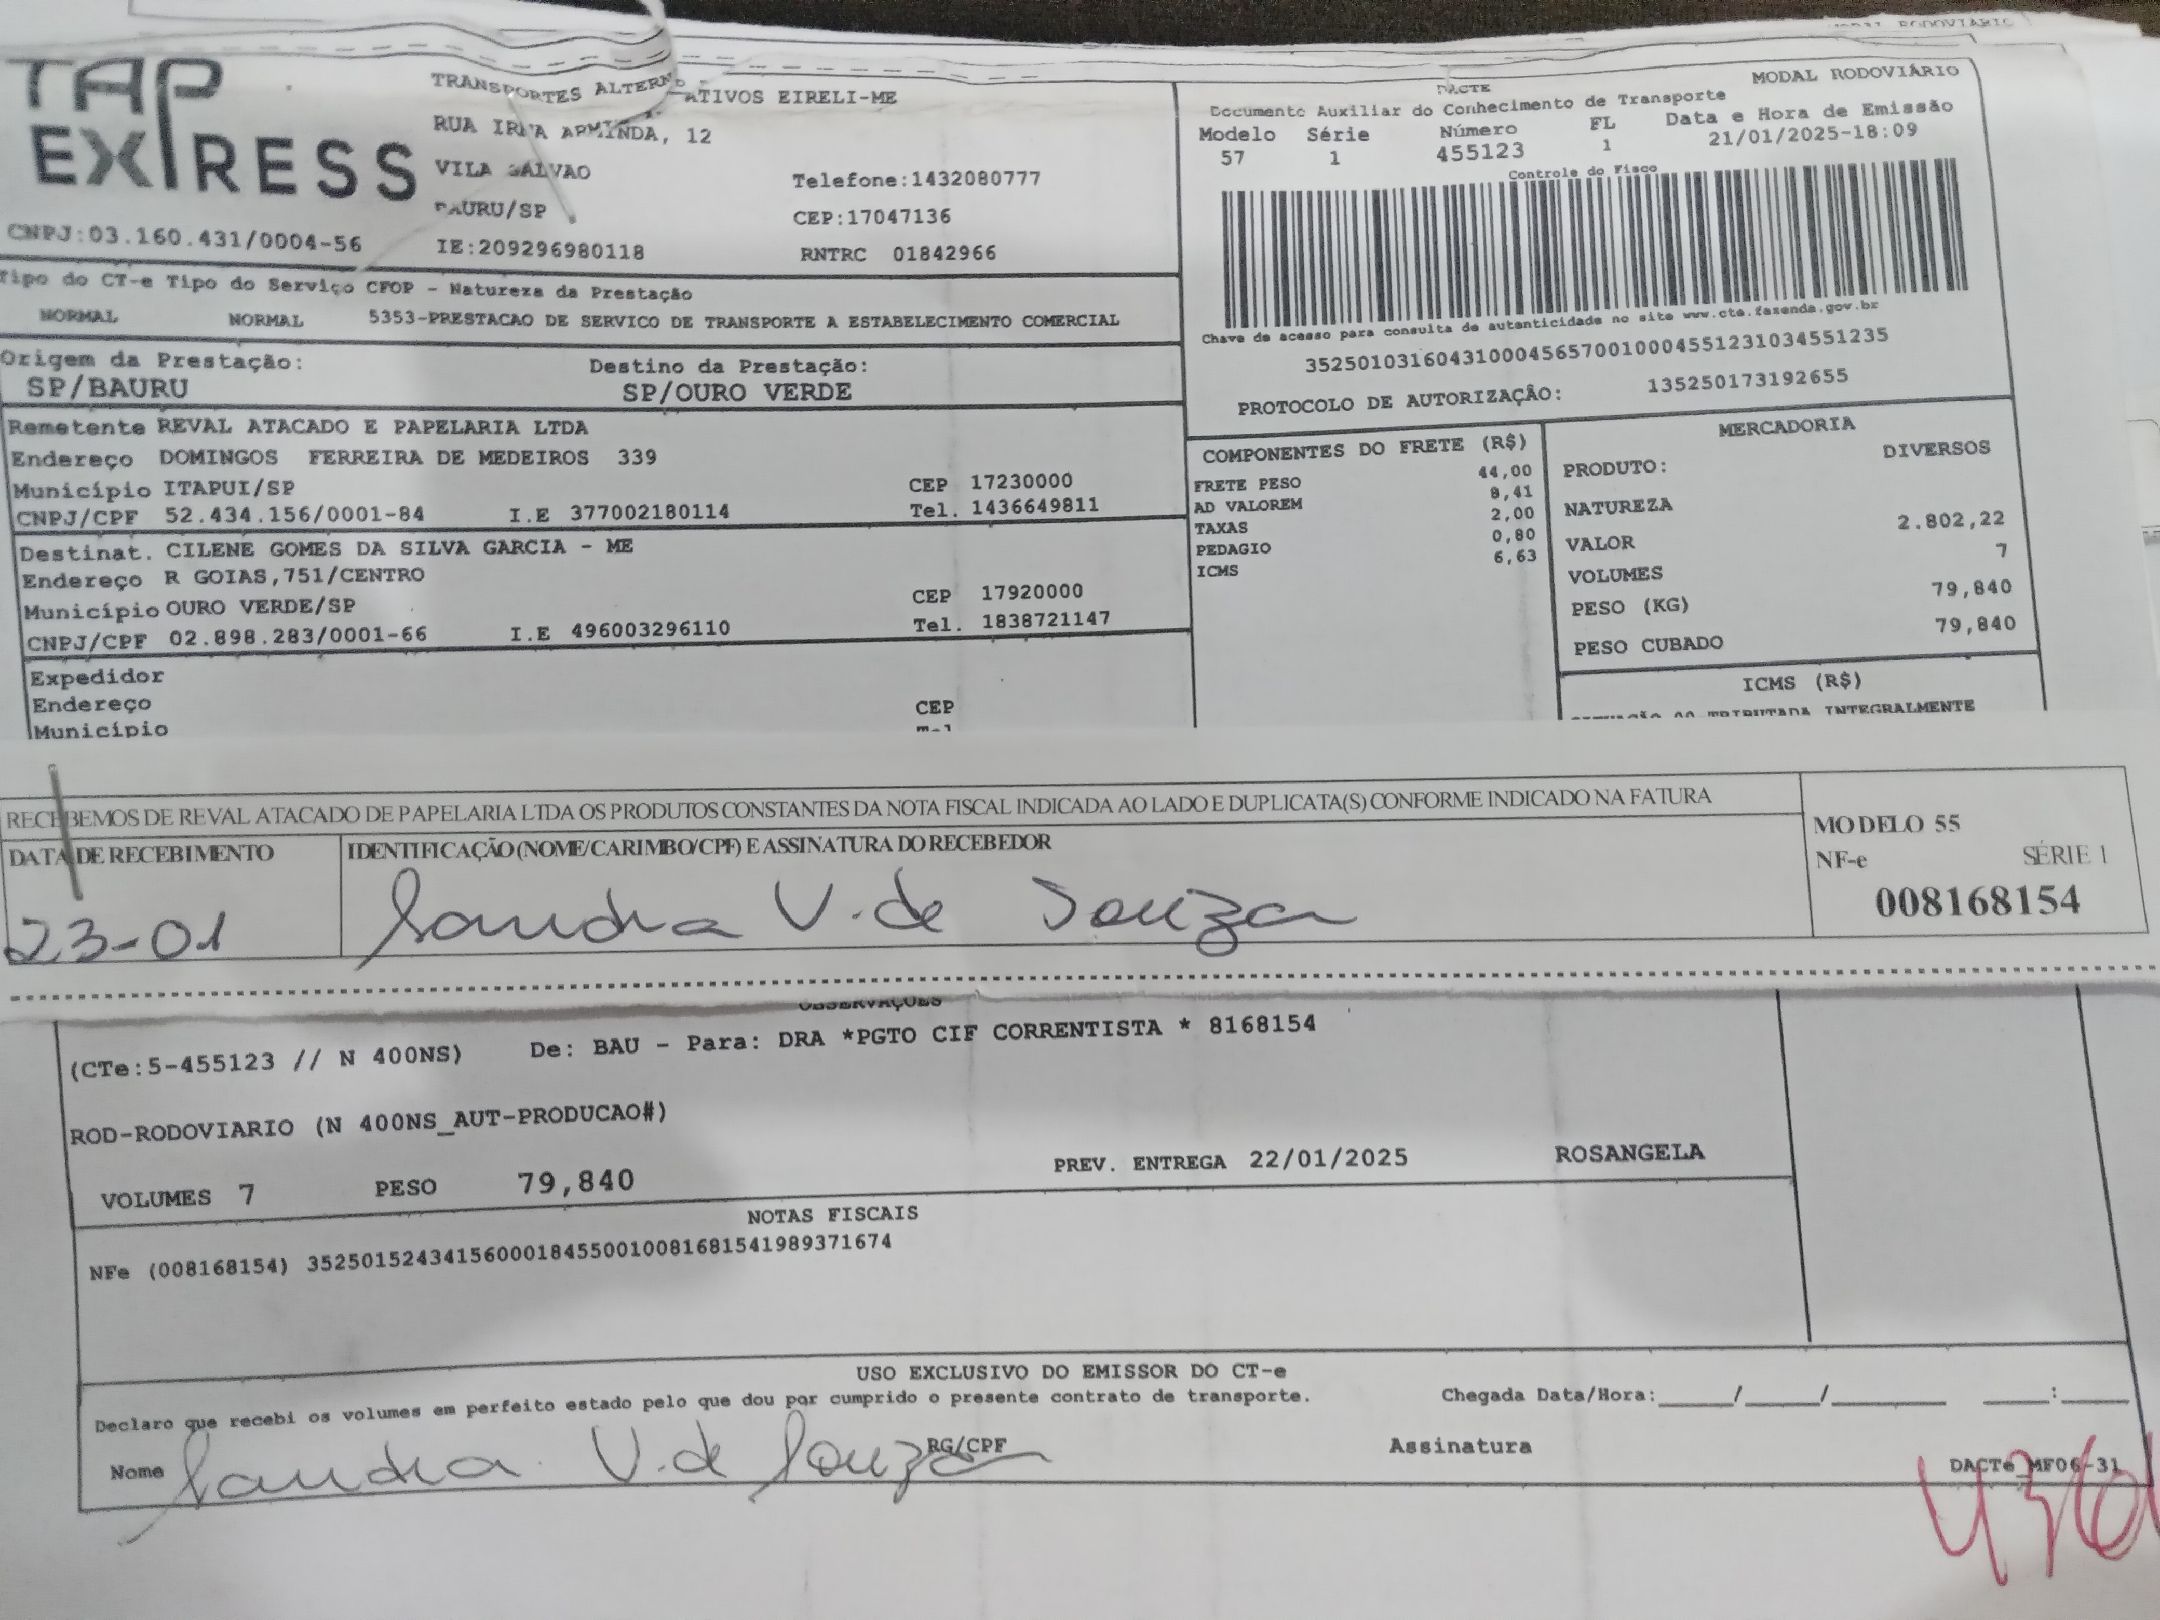 MODAL RODOVIARIO
TAP EXPRESS
TRANSPORTES ALTERNATIVOS EIRELI-ME
RUA IRMA ARMINDA, 12
VILA GALVAO
BAURU/SP
Telefone:1432080777
CEP:17047136
CNPJ:03.160.431/0004-56
IE:209296980118
RNTRC 01842966
DACTE
MODAL RODOVIÁRIO
Documento Auxiliar do Conhecimento de Transporte
Modelo Série Número FL Data e Hora de Emissão
57 1 455123 1 21/01/2025-18:09
Controle do Fisco
Chave de acesso para consulta de autenticidade no site www.cte.fazenda.gov.br
35250103160431000456570010004551231034551235
PROTOCOLO DE AUTORIZAÇÃO: 135250173192655
Tipo do CT-e Tipo do Serviço CFOP - Natureza da Prestação
NORMAL NORMAL 5353-PRESTACAO DE SERVICO DE TRANSPORTE A ESTABELECIMENTO COMERCIAL
Origem da Prestação: Destino da Prestação:
SP/BAURU SP/OURO VERDE
Remetente REVAL ATACADO E PAPELARIA LTDA
Endereço DOMINGOS FERREIRA DE MEDEIROS 339
Município ITAPUI/SP CEP 17230000
CNPJ/CPF 52.434.156/0001-84 I.E 377002180114 Tel. 1436649811
Destinat. CILENE GOMES DA SILVA GARCIA - ME
Endereço R GOIAS,751/CENTRO
Município OURO VERDE/SP CEP 17920000
CNPJ/CPF 02.898.283/0001-66 I.E 496003296110 Tel. 1838721147
Expedidor
Endereço
Município CEP
Tel
COMPONENTES DO FRETE (R$)
FRETE PESO 44,00
AD VALOREM 8,41
TAXAS 2,00
PEDAGIO 0,80
ICMS 6,63
MERCADORIA
PRODUTO: DIVERSOS
NATUREZA
VALOR 2.802,22
VOLUMES 7
PESO (KG) 79,840
PESO CUBADO 79,840
ICMS (R$)
SITUAÇÃO 00-TRIBUTADA INTEGRALMENTE
RECEBEMOS DE REVAL ATACADO DE PAPELARIA LTDA OS PRODUTOS CONSTANTES DA NOTA FISCAL INDICADA AO LADO E DUPLICATA(S) CONFORME INDICADO NA FATURA
DATA DE RECEBIMENTO IDENTIFICAÇÃO (NOME/CARIMBO/CPF) E ASSINATURA DO RECEBEDOR
23-01 Sandra V. de Souza
MODELO 55
NF-e SÉRIE 1
008168154
OBSERVAÇÕES
(CTe:5-455123 // N 400NS) De: BAU - Para: DRA *PGTO CIF CORRENTISTA * 8168154
ROD-RODOVIARIO (N 400NS_AUT-PRODUCAO#)
VOLUMES 7 PESO 79,840 PREV. ENTREGA 22/01/2025 ROSANGELA
NOTAS FISCAIS
NFe (008168154) 35250152434156000184550010081681541989371674
USO EXCLUSIVO DO EMISSOR DO CT-e
Declaro que recebi os volumes em perfeito estado pelo que dou por cumprido o presente contrato de transporte. Chegada Data/Hora:____/____/____ ___:___
Nome Sandra V. de Souza RG/CPF Assinatura
DACTe_MF06-31